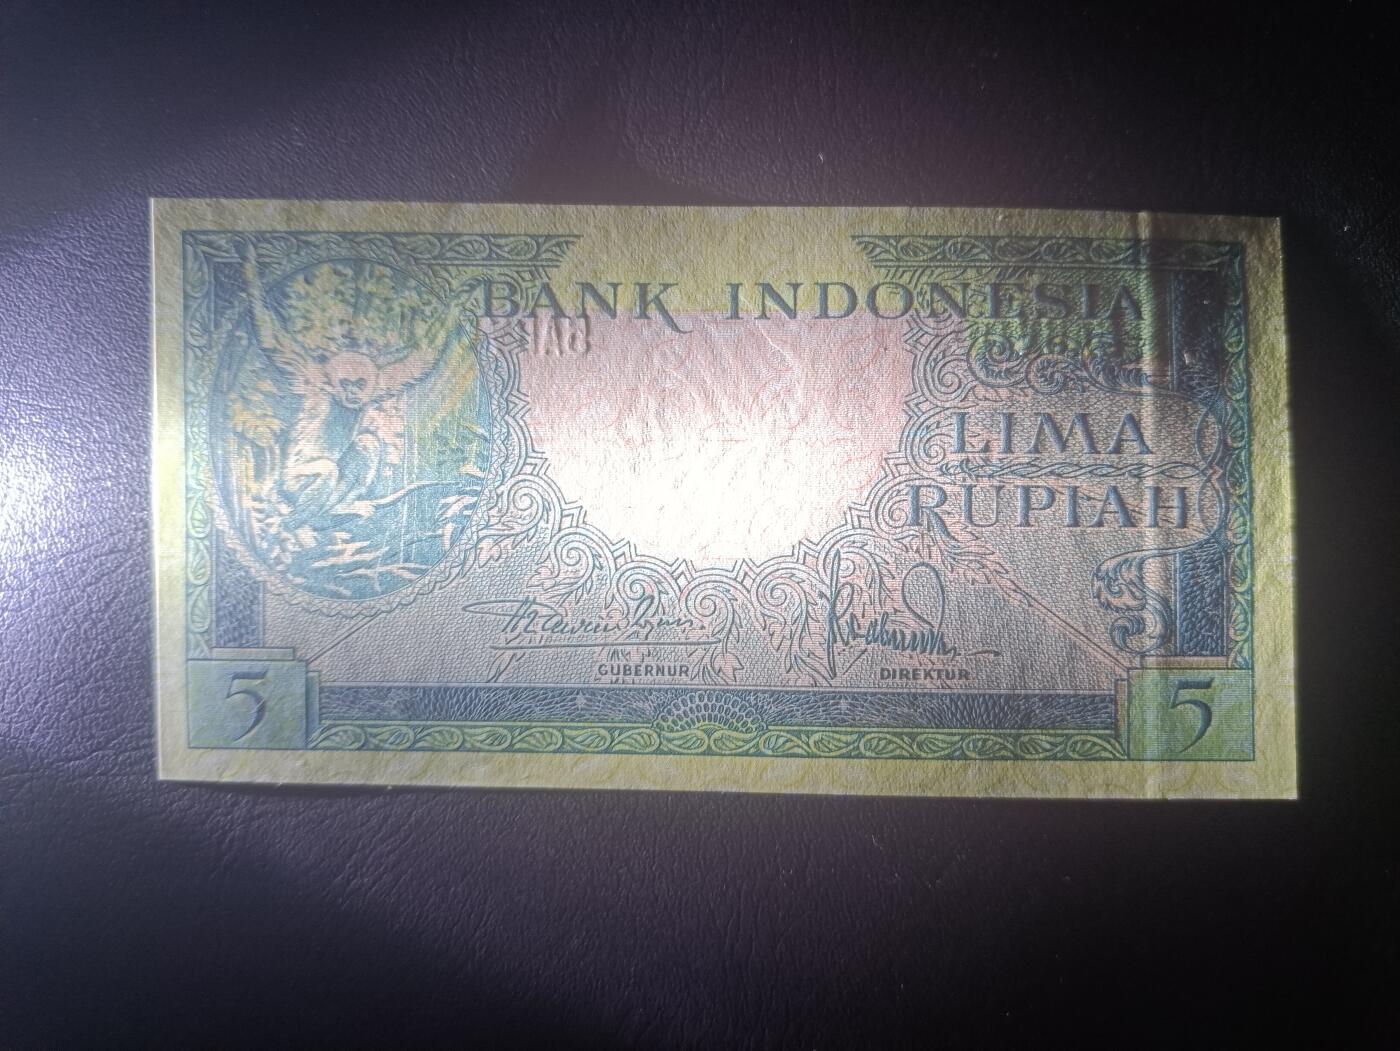 BANK INDONESIA
LIMA
RUPIAH
GUBERNUR
DIREKTUR
5
5